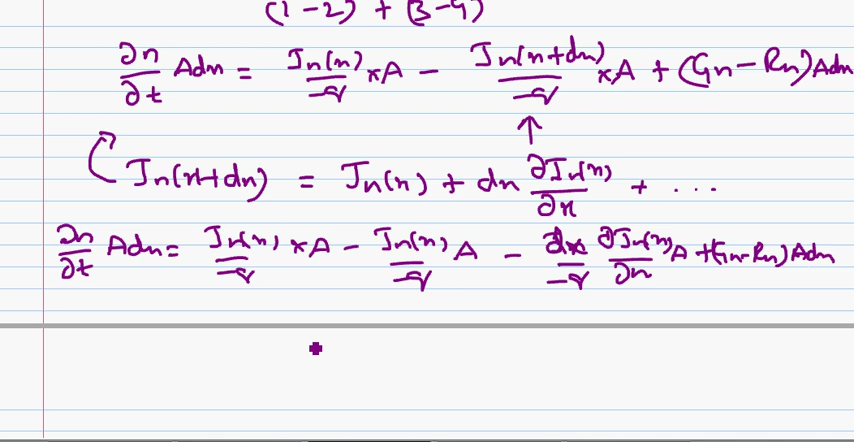 (1-2) + (3-4)
∂n/∂t Adx = Jn(x)/-q ×A - Jn(x+dx)/-q ×A + (Gn-Rn)Adx
Jn(x+dx) = Jn(x) + dx ∂Jn(x)/∂x + ...
∂n/∂t Adx = Jn(x)/-q ×A - Jn(x)/-q A - dx/-q ∂Jn(x)/∂x A + (Gn-Rn)Adx